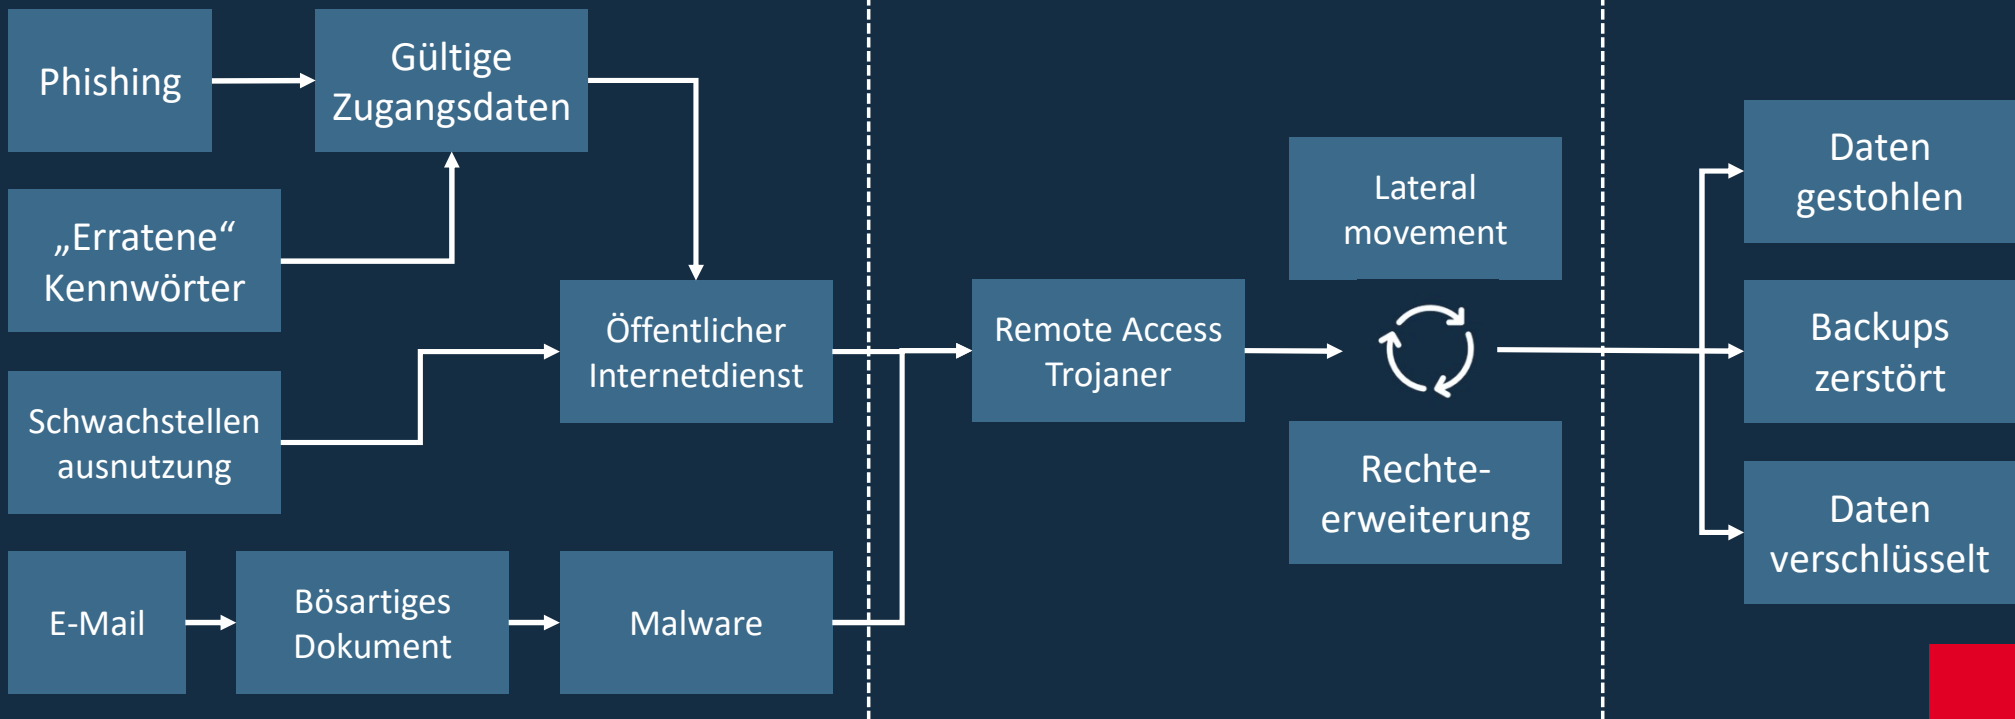 Phishing
Gültige
Zugangsdaten
„Erratene“
Kennwörter
Schwachstellen
ausnutzung
Öffentlicher
Internetdienst
E-Mail
Bösartiges
Dokument
Malware
Remote Access
Trojaner
Lateral
movement
Rechte-
erweiterung
Daten
gestohlen
Backups
zerstört
Daten
verschlüsselt